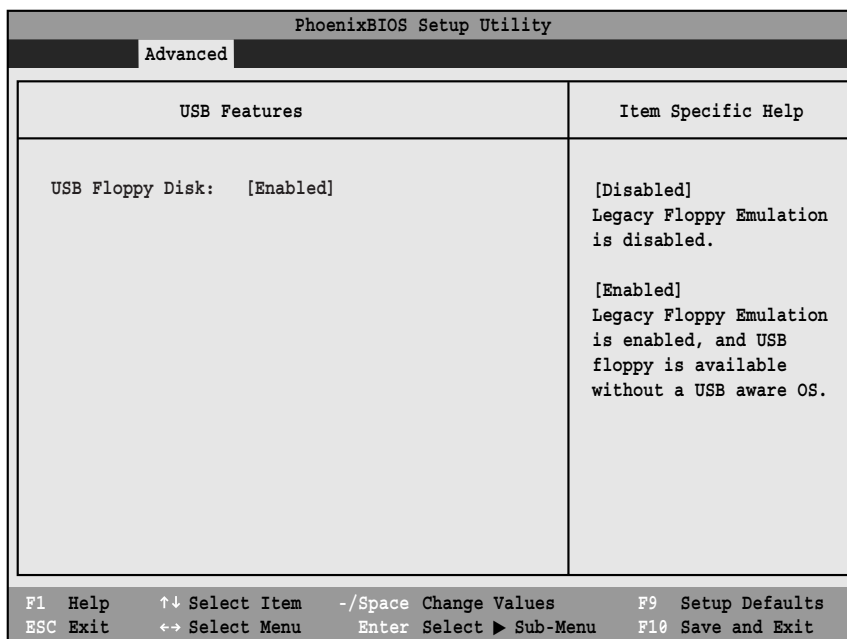 PhoenixBIOS Setup Utility
Advanced
USB Features
Item Specific Help
USB Floppy Disk: [Enabled]
[Disabled]
Legacy Floppy Emulation
is disabled.
[Enabled]
Legacy Floppy Emulation
is enabled, and USB
floppy is available
without a USB aware OS.
F1 Help ↑↓ Select Item -/Space Change Values F9 Setup Defaults
ESC Exit ←→ Select Menu Enter Select ▶ Sub-Menu F10 Save and Exit